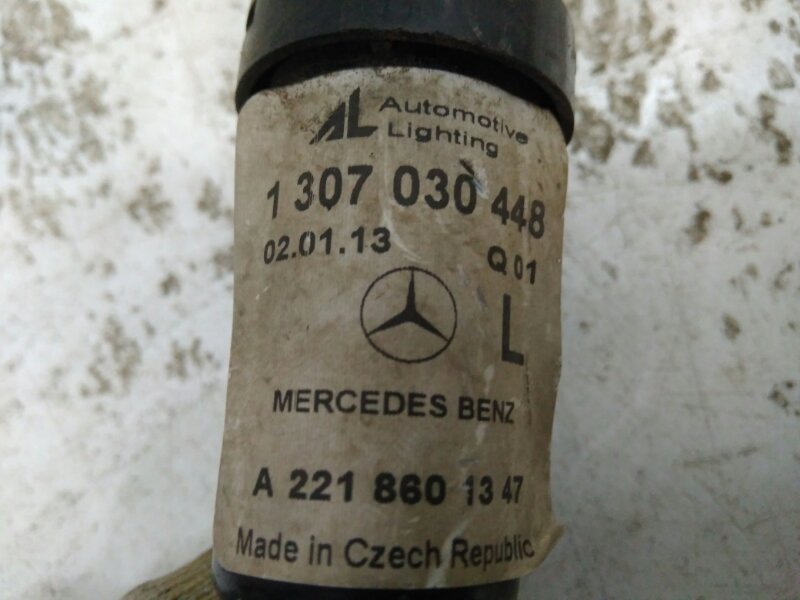 AL Automotive
Lighting
1 307 030 448
02.01.13 Q 01
L
MERCEDES BENZ
A 221 860 13 47
Made in Czech Republic